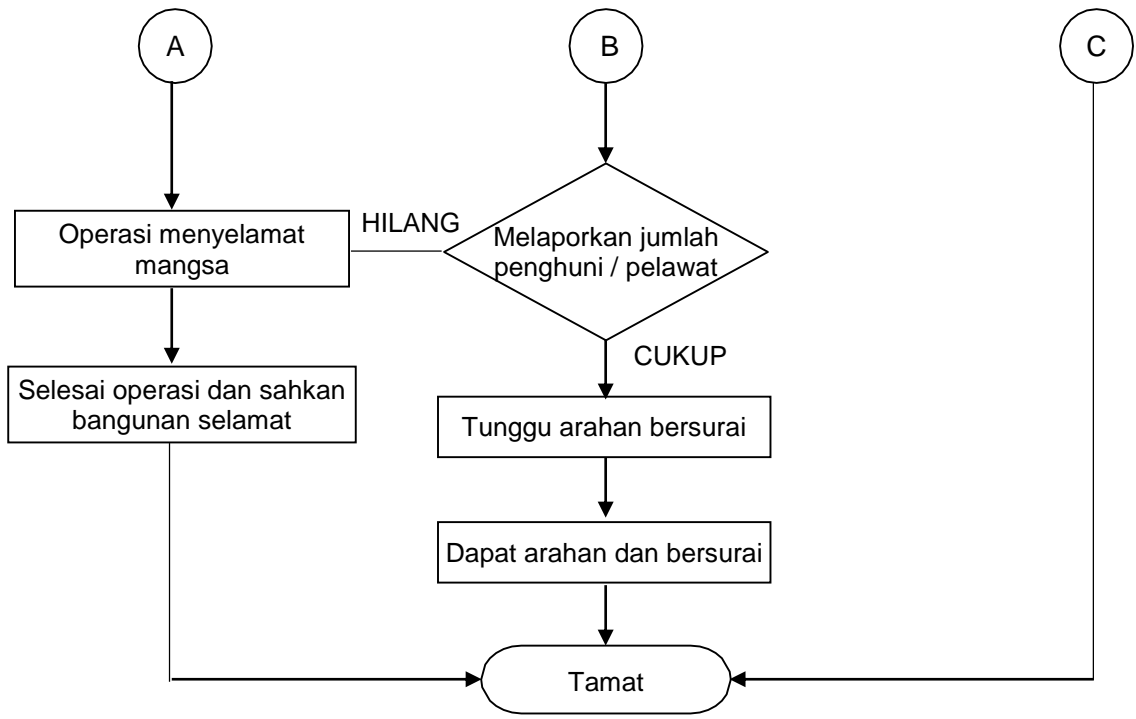 A
B
C
HILANG
Operasi menyelamat
mangsa
Melaporkan jumlah
penghuni / pelawat
CUKUP
Selesai operasi dan sahkan
bangunan selamat
Tunggu arahan bersurai
Dapat arahan dan bersurai
Tamat